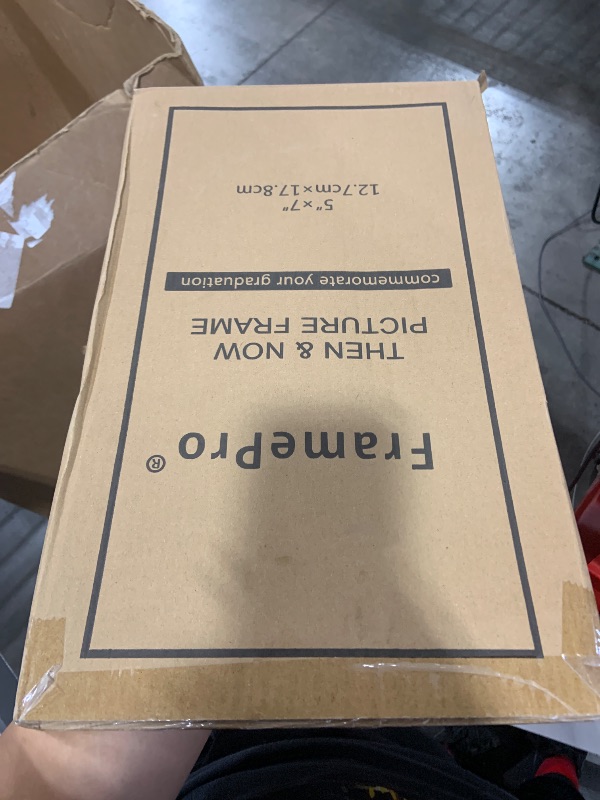 FramePro®
THEN & NOW
PICTURE FRAME
commemorate your graduation
5"×7"
12.7cm×17.8cm